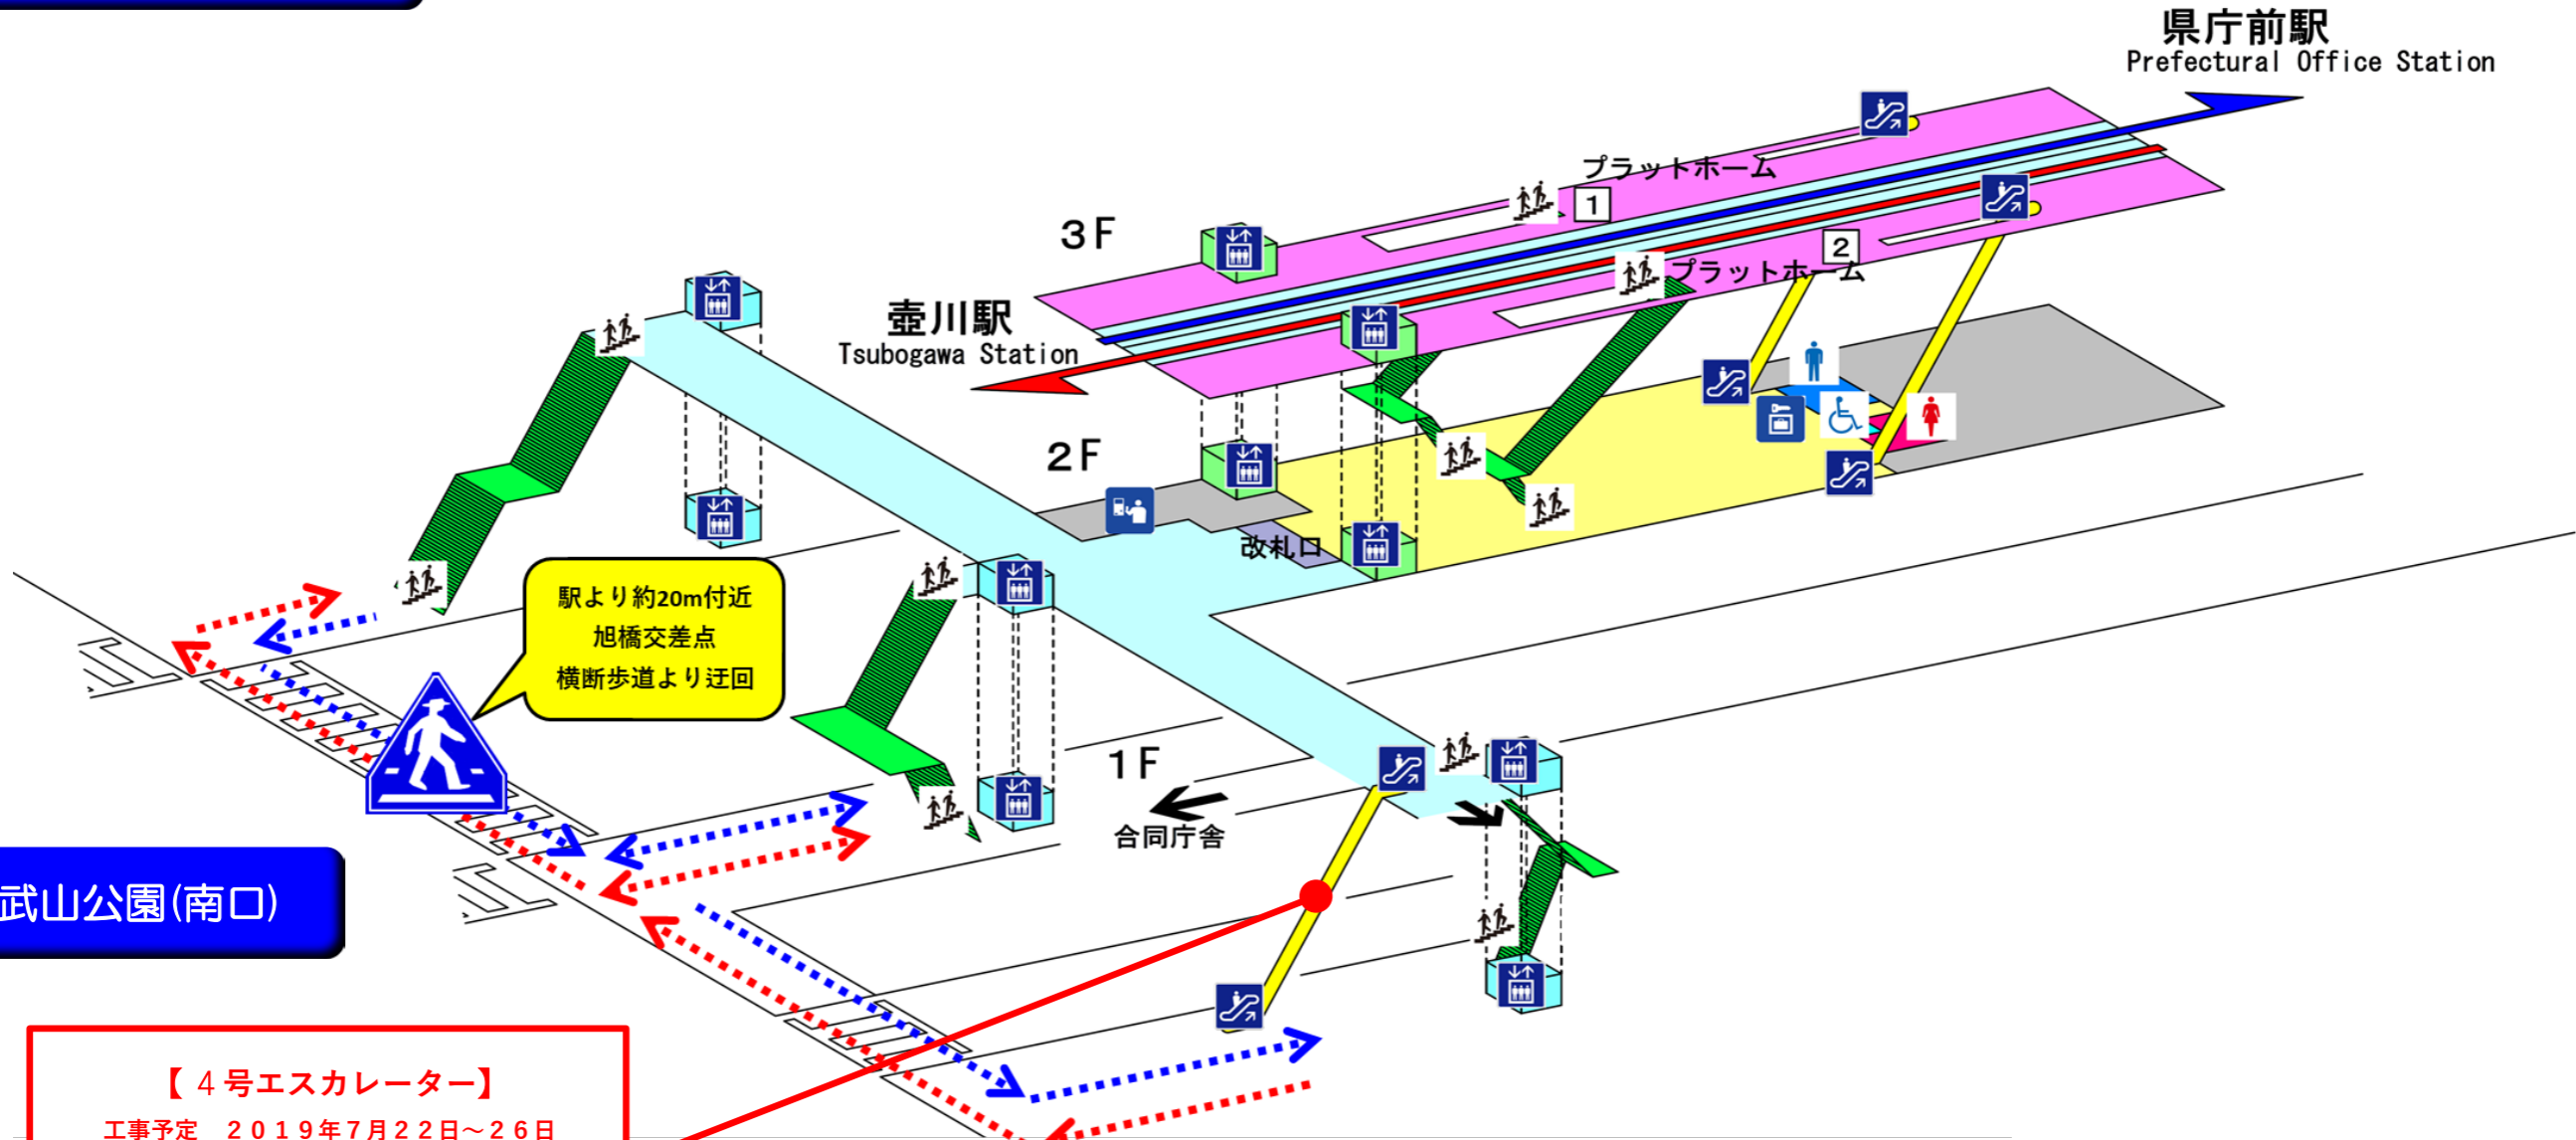 県庁前駅
Prefectural Office Station
プラットホーム
1
3F
2
プラットホーム
壺川駅
Tsubogawa Station
2F
改札口
駅より約20m付近
旭橋交差点
横断歩道より迂回
1F
合同庁舎
武山公園(南口)
【 4号エスカレーター】
工事予定 2019年7月22日～26日